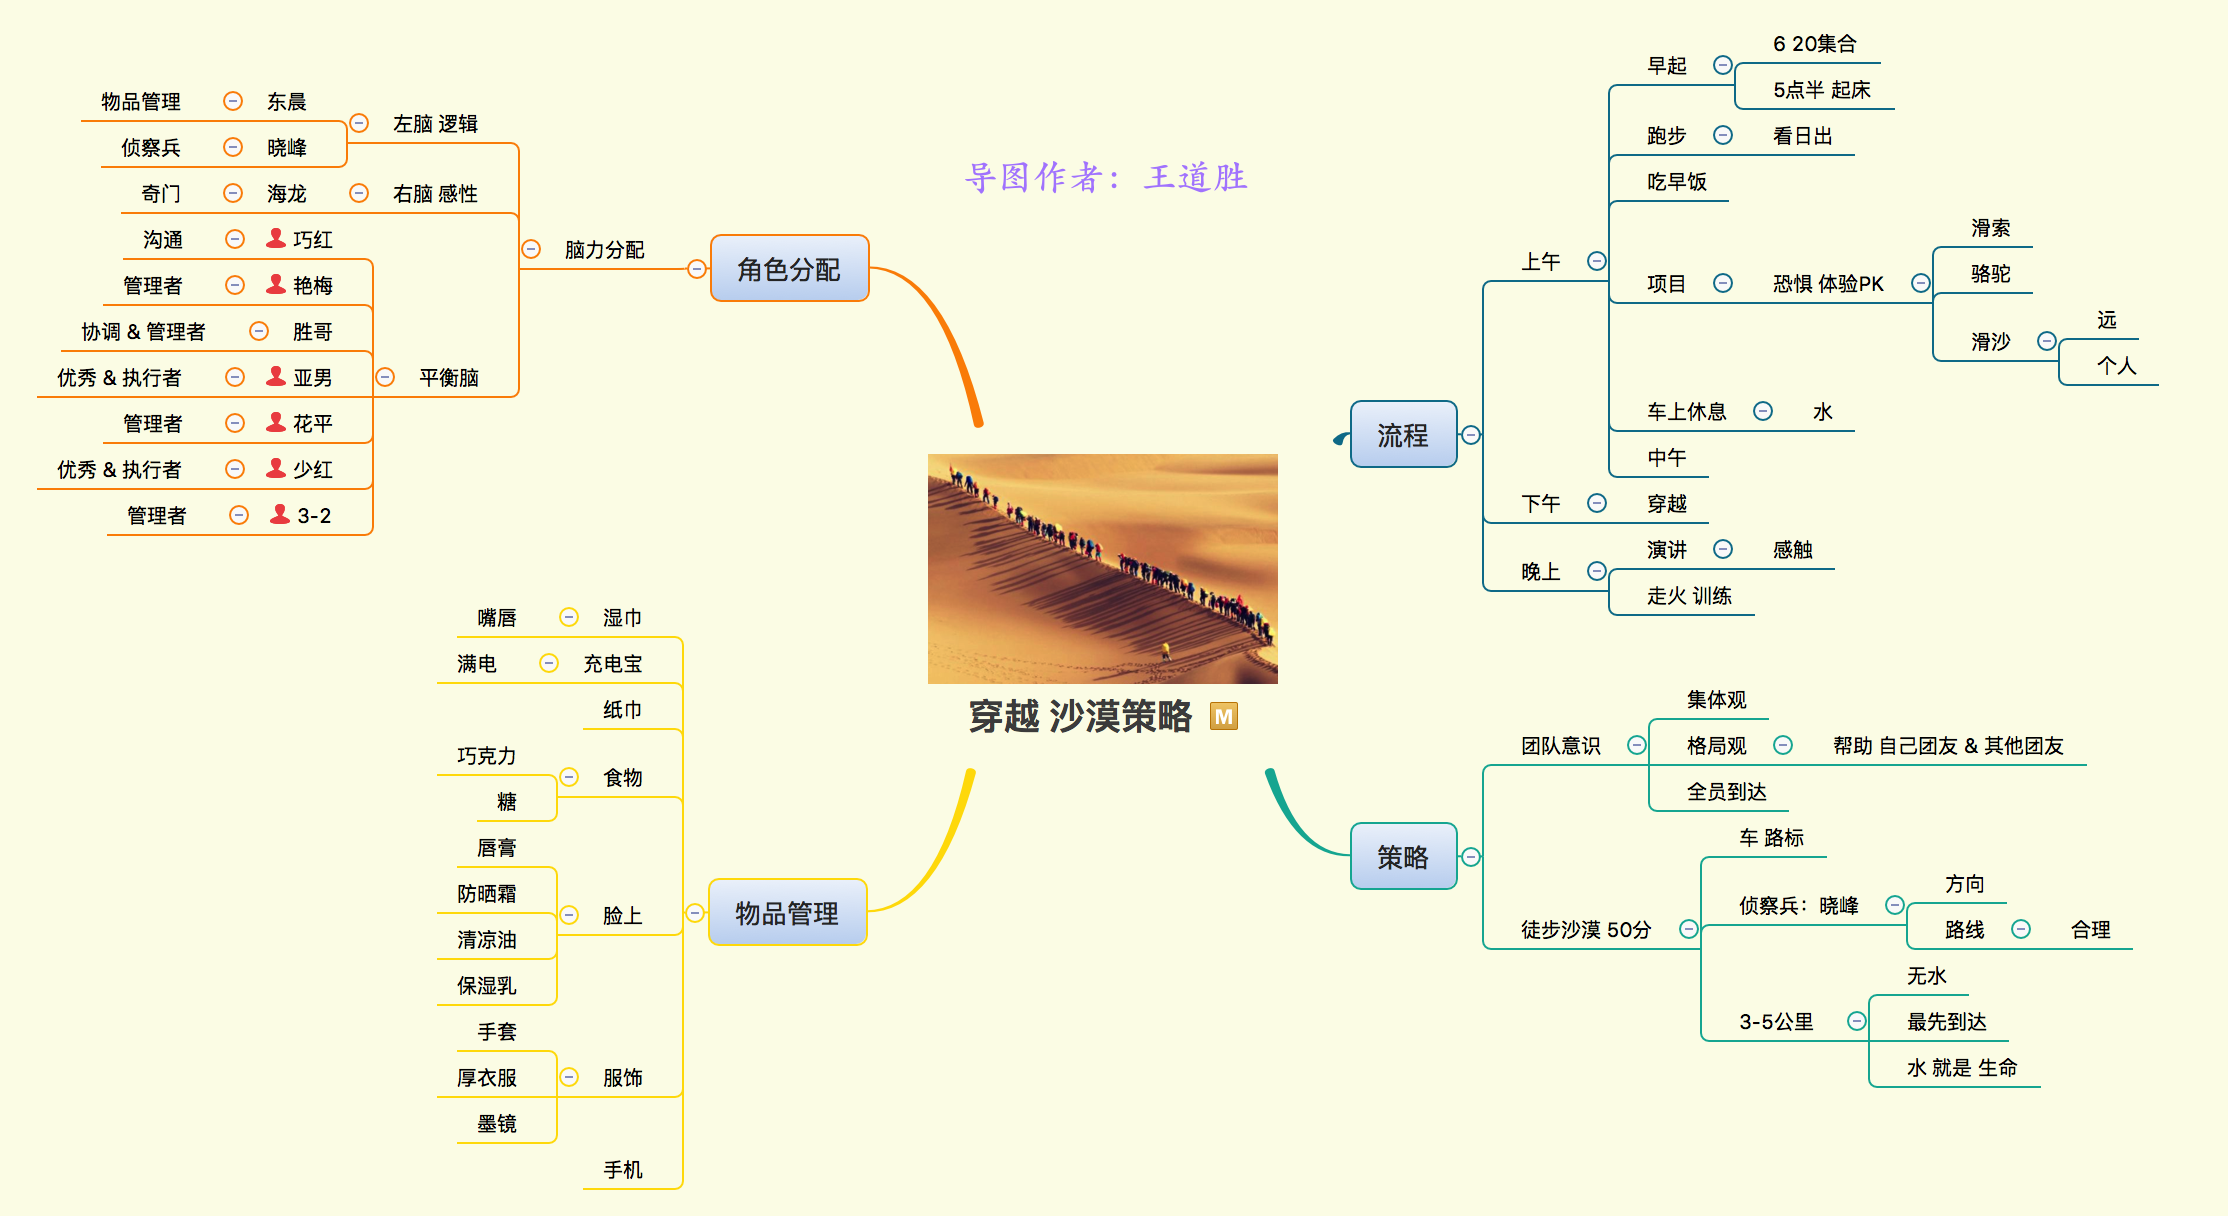 导图作者：王道胜
穿越 沙漠策略 M
角色分配
脑力分配
左脑 逻辑
东晨
物品管理
晓峰
侦察兵
右脑 感性
海龙
奇门
平衡脑
巧红
沟通
艳梅
管理者
胜哥
协调 & 管理者
亚男
优秀 & 执行者
花平
管理者
少红
优秀 & 执行者
3-2
管理者
流程
上午
早起
6 20集合
5点半 起床
跑步
看日出
吃早饭
项目
恐惧 体验PK
滑索
骆驼
滑沙
远
个人
车上休息
水
中午
下午
穿越
晚上
演讲
感触
走火 训练
物品管理
湿巾
嘴唇
充电宝
满电
纸巾
食物
巧克力
糖
脸上
唇膏
防晒霜
清凉油
保湿乳
服饰
手套
厚衣服
墨镜
手机
策略
团队意识
集体观
格局观
帮助 自己团友 & 其他团友
全员到达
徒步沙漠 50分
车 路标
侦察兵：晓峰
方向
路线
合理
3-5公里
无水
最先到达
水 就是 生命